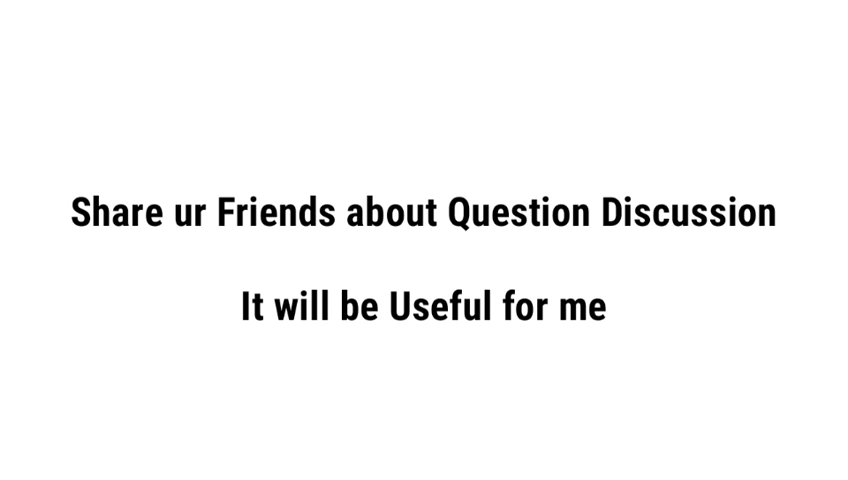 Share ur Friends about Question Discussion
It will be Useful for me